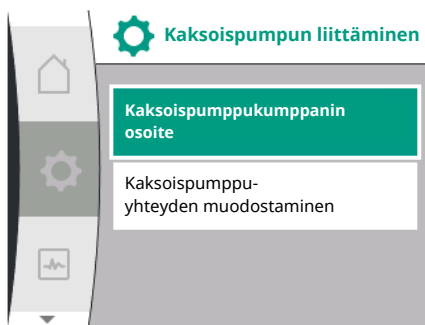 Kaksoispumpun liittäminen
Kaksoispumppukumppanin
osoite
Kaksoispumppu-
yhteyden muodostaminen